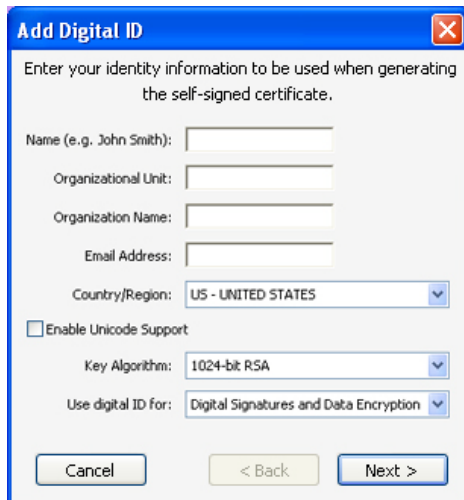 Add Digital ID
Enter your identity information to be used when generating
the self-signed certificate.
Name (e.g. John Smith):
Organizational Unit:
Organization Name:
Email Address:
Country/Region: US - UNITED STATES
Enable Unicode Support
Key Algorithm: 1024-bit RSA
Use digital ID for: Digital Signatures and Data Encryption
Cancel < Back Next >